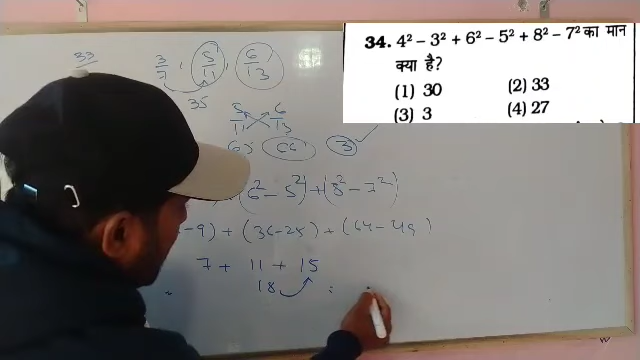 34. 4² − 3² + 6² − 5² + 8² − 7² का मान
क्या है?
(1) 30 (2) 33
(3) 3 (4) 27
33
3/7 , 5/11 , 6/13
35
5/11 6/13
65 66 3 ✓
(6² − 5²) + (8² − 7²)
− 9) + (36 − 25) + (64 − 49)
7 + 11 + 15
18 =